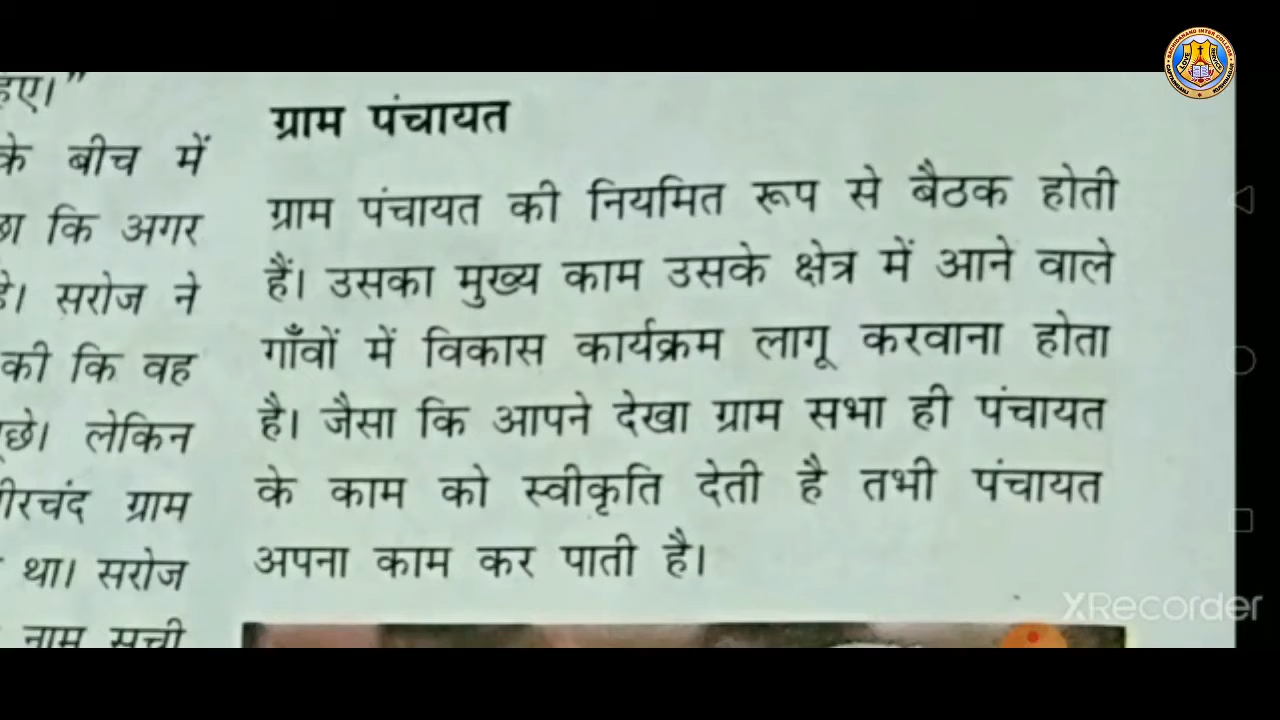 हिए।”
के बीच में
कि अगर
है। सरोज ने
की कि वह
लेकिन
ग्राम
था। सरोज
नाम सूची
ग्राम पंचायत
ग्राम पंचायत की नियमित रूप से बैठक होती
हैं। उसका मुख्य काम उसके क्षेत्र में आने वाले
गाँवों में विकास कार्यक्रम लागू करवाना होता
है। जैसा कि आपने देखा ग्राम सभा ही पंचायत
के काम को स्वीकृति देती है तभी पंचायत
अपना काम कर पाती है।
XRecorder